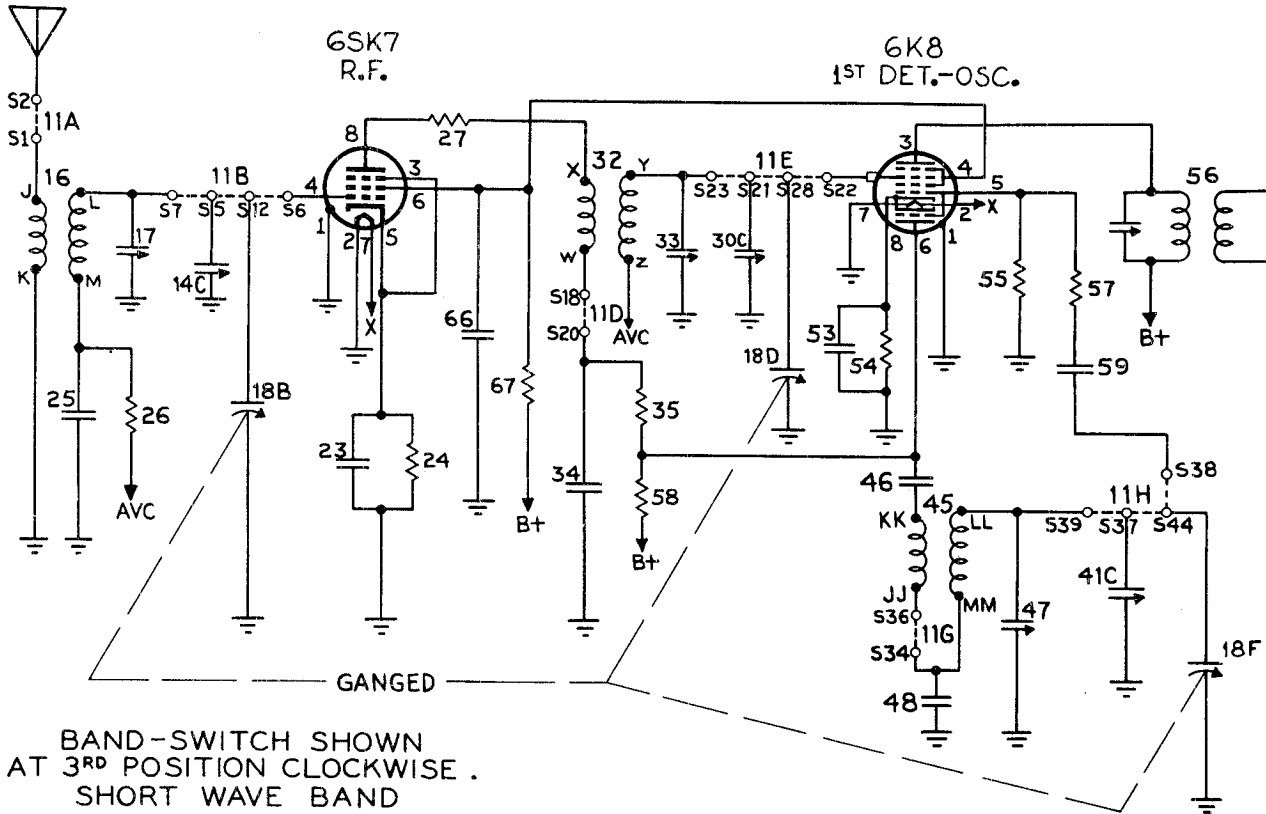 6SK7
R.F.
6K8
1ST DET.-OSC.
S2
11A
S1
J
16
L
K
M
17
S7
11B
S5
S12
S6
14C
4
8
3
6
1
2
7
5
X
27
X
32
Y
W
Z
33
S23
11E
S21
S28
S22
30C
3
4
5
2
X
7
8
6
1
56
B+
25
26
AVC
18B
23
24
66
67
B+
S18
11D
S20
AVC
34
35
58
B+
18D
53
54
55
57
59
46
45
KK
LL
JJ
MM
S36
11G
S34
48
47
S39
11H
S37
S44
S38
41C
18F
GANGED
BAND-SWITCH SHOWN
AT 3RD POSITION CLOCKWISE.
SHORT WAVE BAND